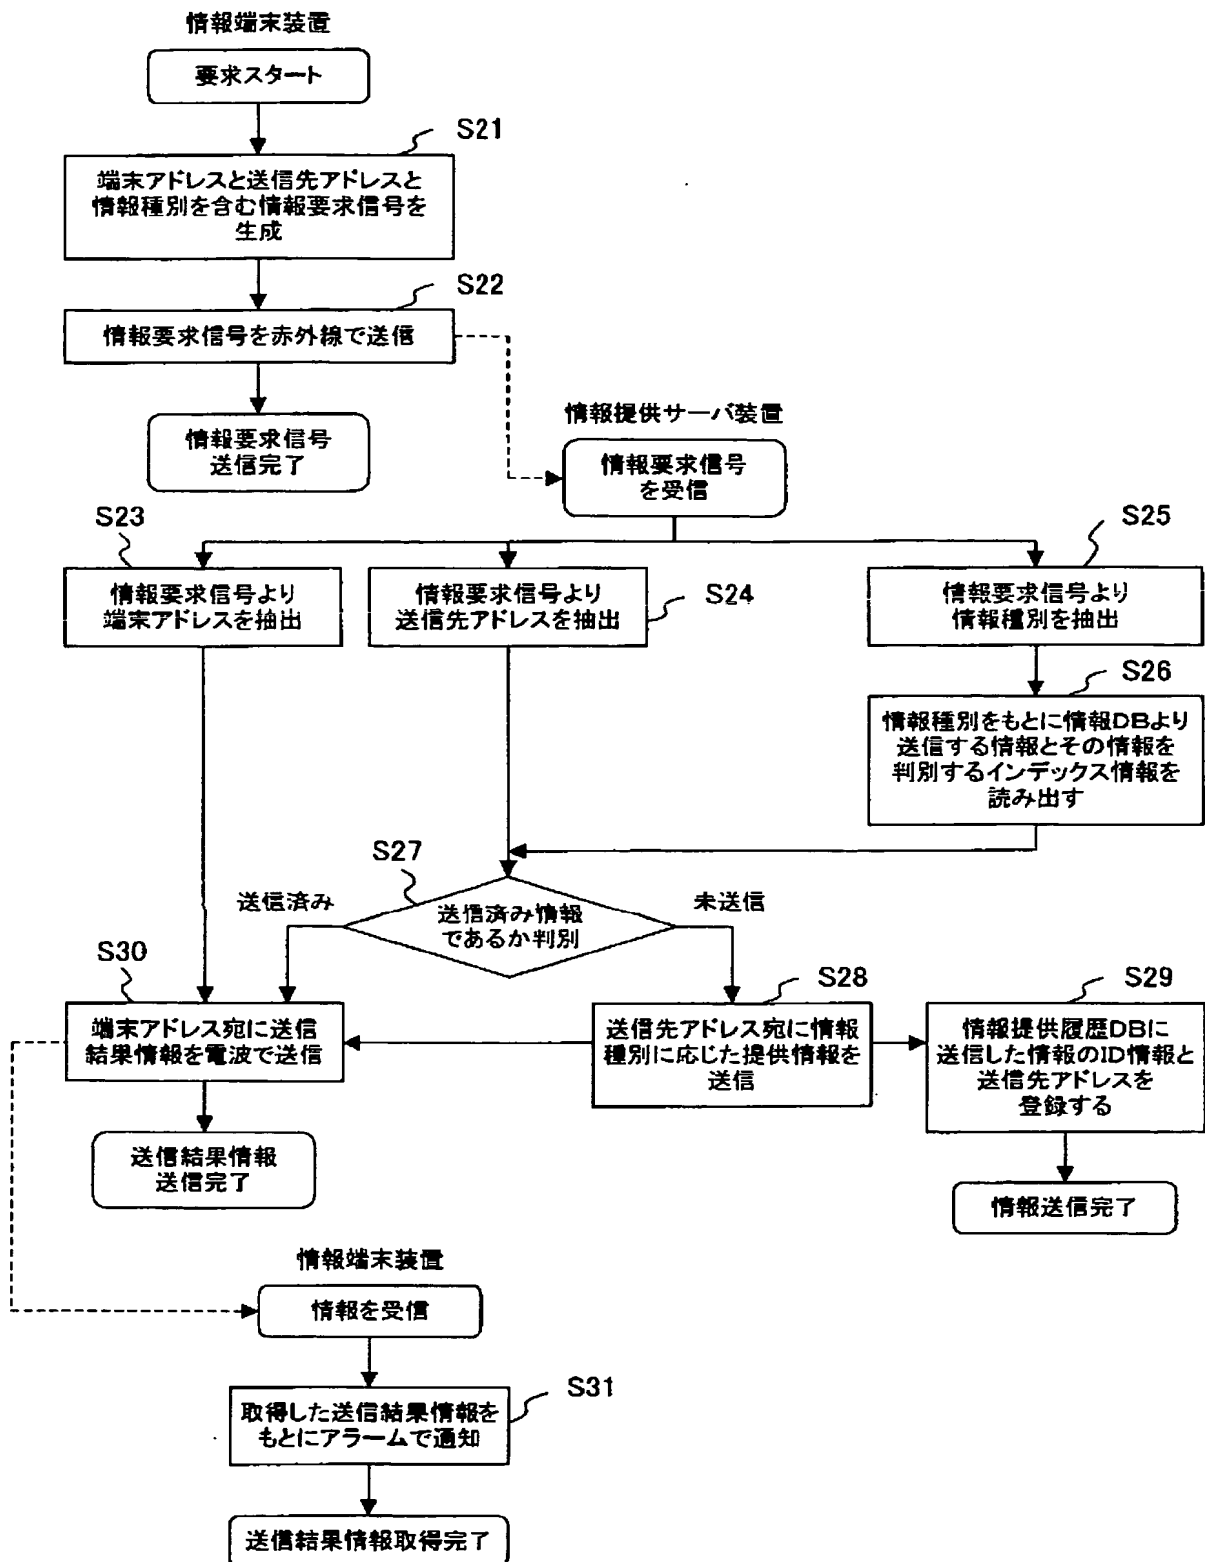 情報端末装置
要求スタート
S21
端末アドレスと送信先アドレスと
情報種別を含む情報要求信号を
生成
S22
情報要求信号を赤外線で送信
情報要求信号
送信完了
情報提供サーバ装置
情報要求信号
を受信
S23
情報要求信号より
端末アドレスを抽出
S24
情報要求信号より
送信先アドレスを抽出
S25
情報要求信号より
情報種別を抽出
S26
情報種別をもとに情報DBより
送信する情報とその情報を
判別するインデックス情報を
読み出す
S27
送信済み
送信済み情報
であるか判別
未送信
S30
端末アドレス宛に送信
結果情報を電波で送信
S28
送信先アドレス宛に情報
種別に応じた提供情報を
送信
S29
情報提供履歴DBに
送信した情報のID情報と
送信先アドレスを
登録する
送信結果情報
送信完了
情報送信完了
情報端末装置
情報を受信
S31
取得した送信結果情報を
もとにアラームで通知
送信結果情報取得完了